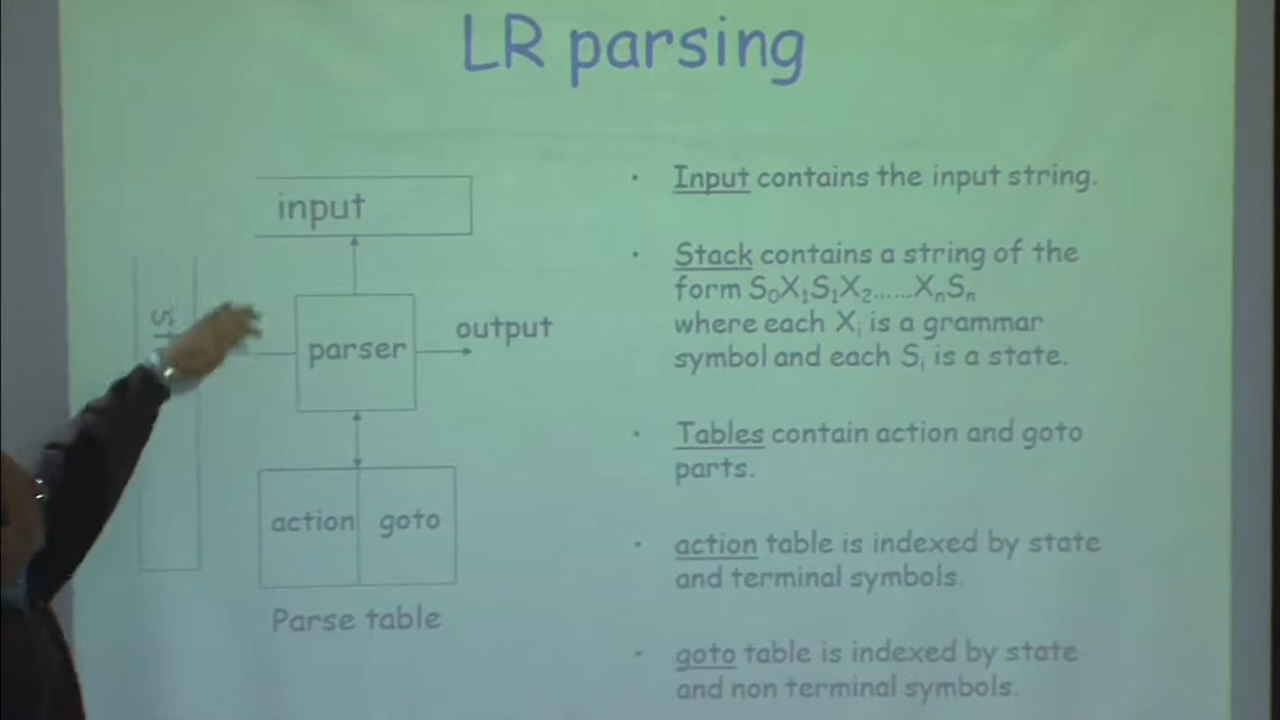 LR parsing
input
parser
output
action
goto
Parse table
· Input contains the input string.
· Stack contains a string of the
form S₀X₁S₁X₂......XₙSₙ
where each Xᵢ is a grammar
symbol and each Sᵢ is a state.
· Tables contain action and goto
parts.
· action table is indexed by state
and terminal symbols.
· goto table is indexed by state
and non terminal symbols.